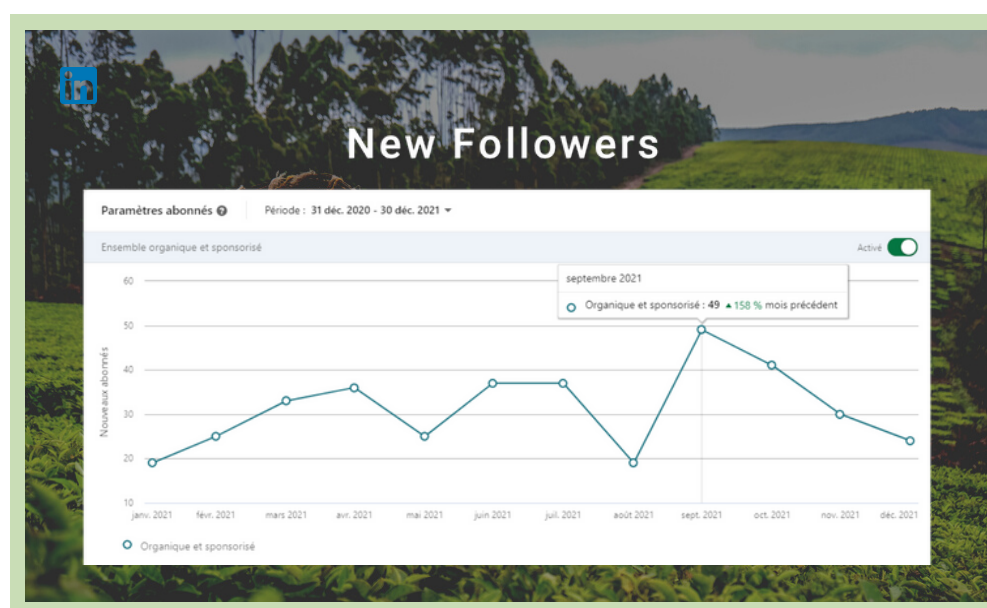 in
New Followers
Paramètres abonnés ? Période : 31 déc. 2020 - 30 déc. 2021
Ensemble organique et sponsorisé Activé
septembre 2021
Organique et sponsorisé : 49 ▲158 % mois précédent
Nouveaux abonnés
60
50
40
30
20
10
janv. 2021 févr. 2021 mars 2021 avr. 2021 mai 2021 juin 2021 juil. 2021 août 2021 sept. 2021 oct. 2021 nov. 2021 déc. 2021
Organique et sponsorisé